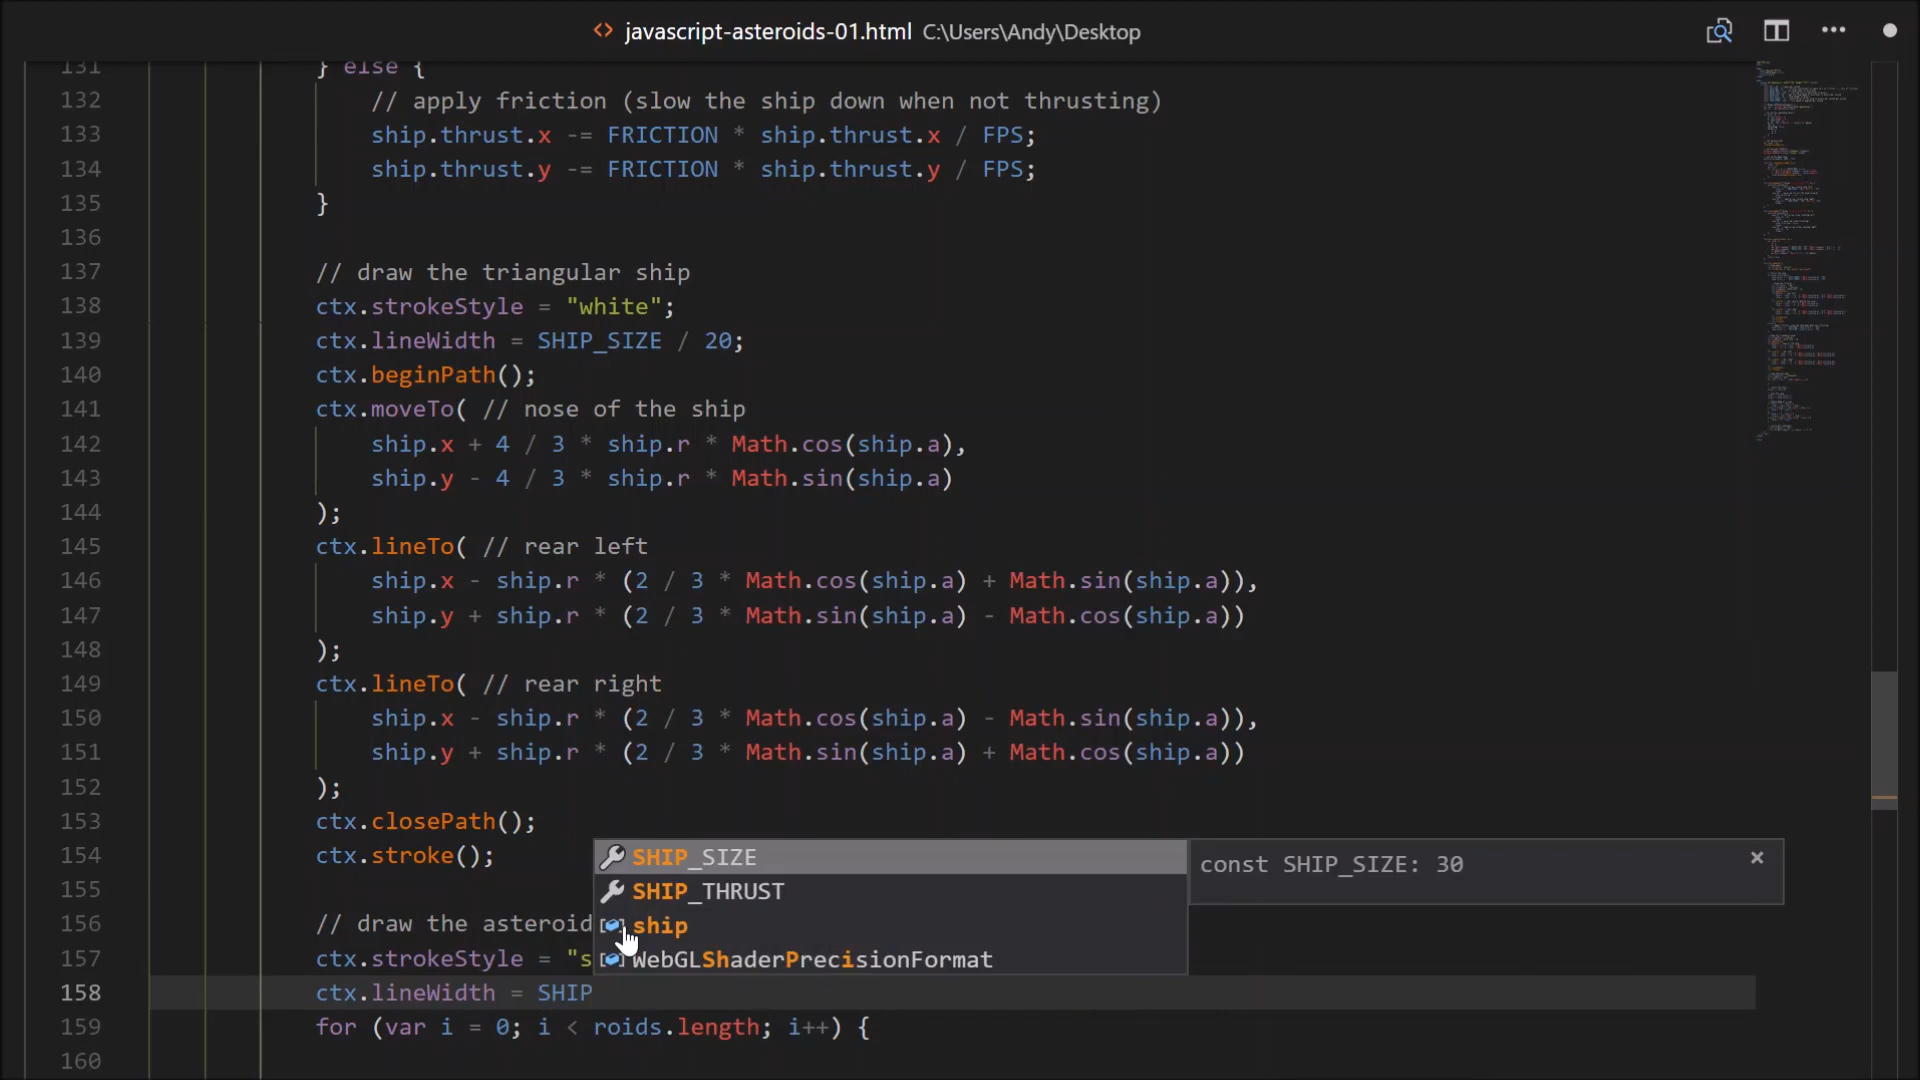 javascript-asteroids-01.html C:\Users\Andy\Desktop
131 } else {
132 // apply friction (slow the ship down when not thrusting)
133 ship.thrust.x -= FRICTION * ship.thrust.x / FPS;
134 ship.thrust.y -= FRICTION * ship.thrust.y / FPS;
135 }
136
137 // draw the triangular ship
138 ctx.strokeStyle = "white";
139 ctx.lineWidth = SHIP_SIZE / 20;
140 ctx.beginPath();
141 ctx.moveTo( // nose of the ship
142 ship.x + 4 / 3 * ship.r * Math.cos(ship.a),
143 ship.y - 4 / 3 * ship.r * Math.sin(ship.a)
144 );
145 ctx.lineTo( // rear left
146 ship.x - ship.r * (2 / 3 * Math.cos(ship.a) + Math.sin(ship.a)),
147 ship.y + ship.r * (2 / 3 * Math.sin(ship.a) - Math.cos(ship.a))
148 );
149 ctx.lineTo( // rear right
150 ship.x - ship.r * (2 / 3 * Math.cos(ship.a) - Math.sin(ship.a)),
151 ship.y + ship.r * (2 / 3 * Math.sin(ship.a) + Math.cos(ship.a))
152 );
153 ctx.closePath();
154 ctx.stroke();
155
156 // draw the asteroid
157 ctx.strokeStyle = "s
158 ctx.lineWidth = SHIP
159 for (var i = 0; i < roids.length; i++) {
160
SHIP_SIZE
SHIP_THRUST
ship
WebGLShaderPrecisionFormat
const SHIP_SIZE: 30